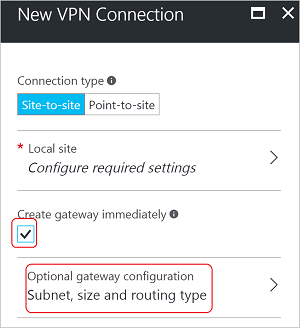 New VPN Connection
Connection type
Site-to-site Point-to-site
* Local site
Configure required settings
Create gateway immediately
Optional gateway configuration
Subnet, size and routing type